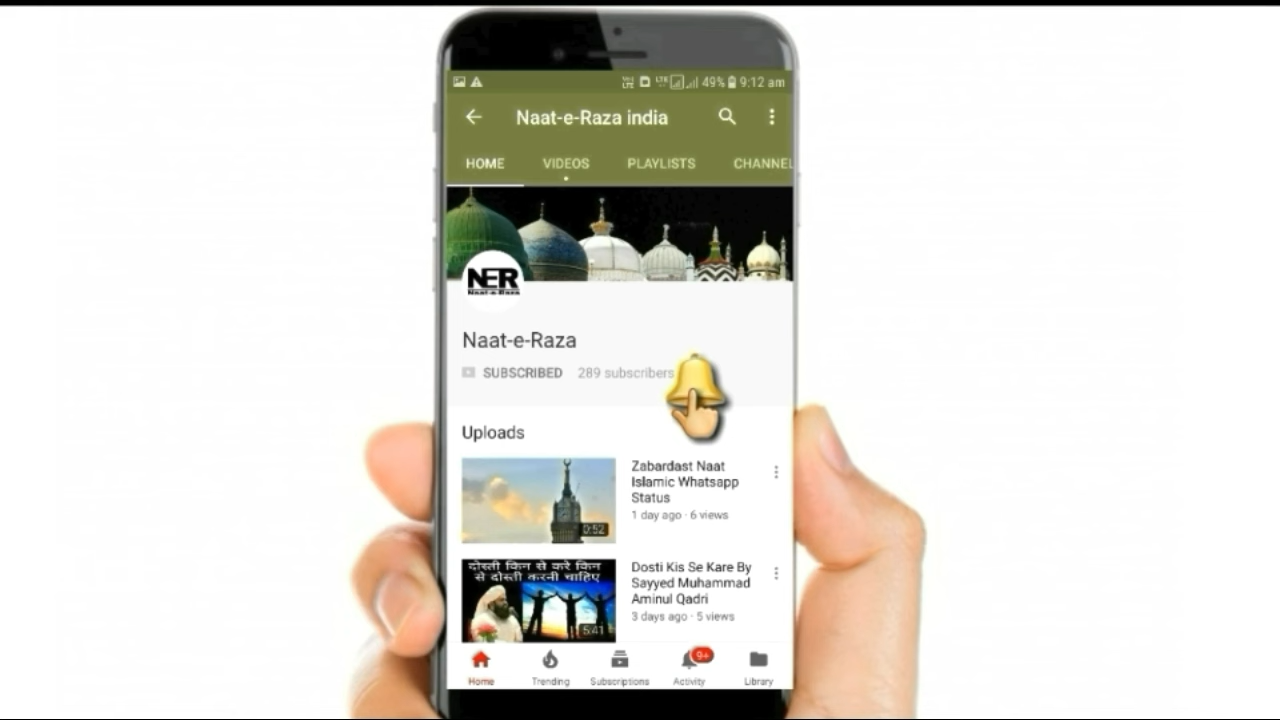 VoLTE LTE 49% 9:12 am
Naat-e-Raza india
HOME VIDEOS PLAYLISTS CHANNEL
NER
Naat-e-Raza
Naat-e-Raza
SUBSCRIBED 289 subscribers
Uploads
Zabardast Naat
Islamic Whatsapp
Status
1 day ago · 6 views
0:52
दोस्ती किन से करे किन
से दोस्ती करनी चाहिए
5:41
Dosti Kis Se Kare By
Sayyed Muhammad
Aminul Qadri
3 days ago · 5 views
9+
Home Trending Subscriptions Activity Library